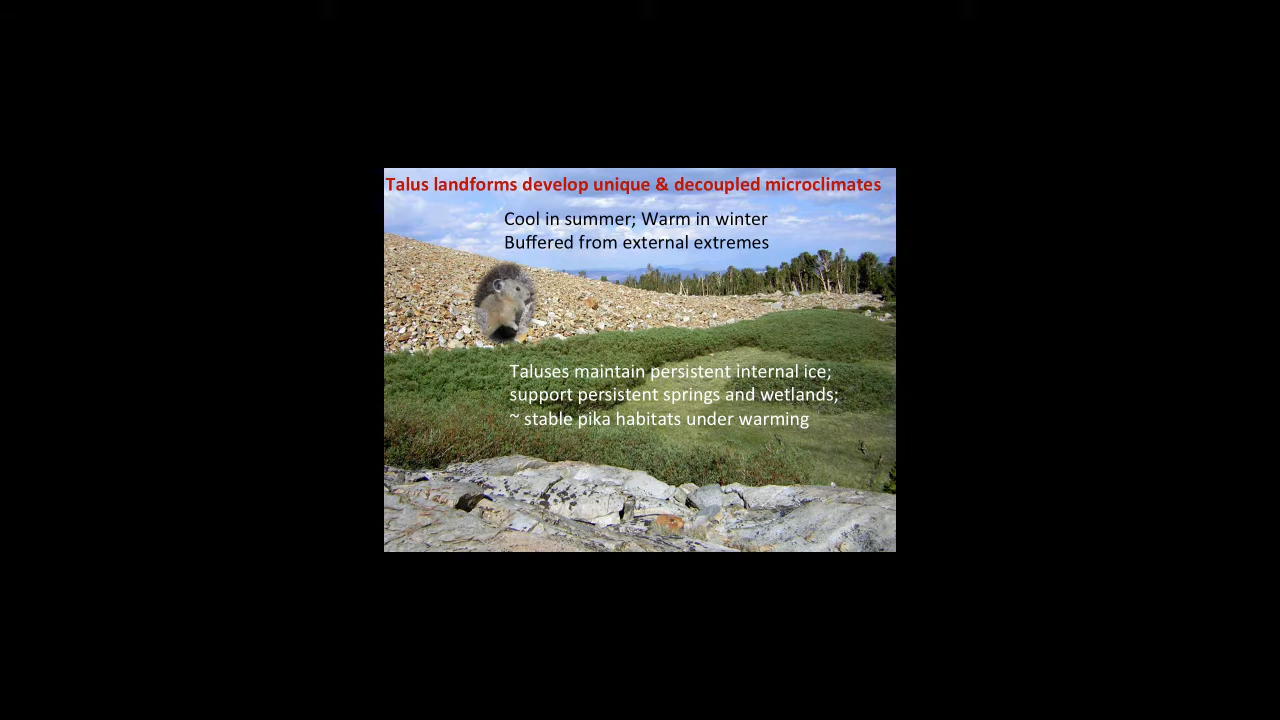 Talus landforms develop unique & decoupled microclimates
Cool in summer; Warm in winter
Buffered from external extremes
Taluses maintain persistent internal ice;
support persistent springs and wetlands;
~ stable pika habitats under warming